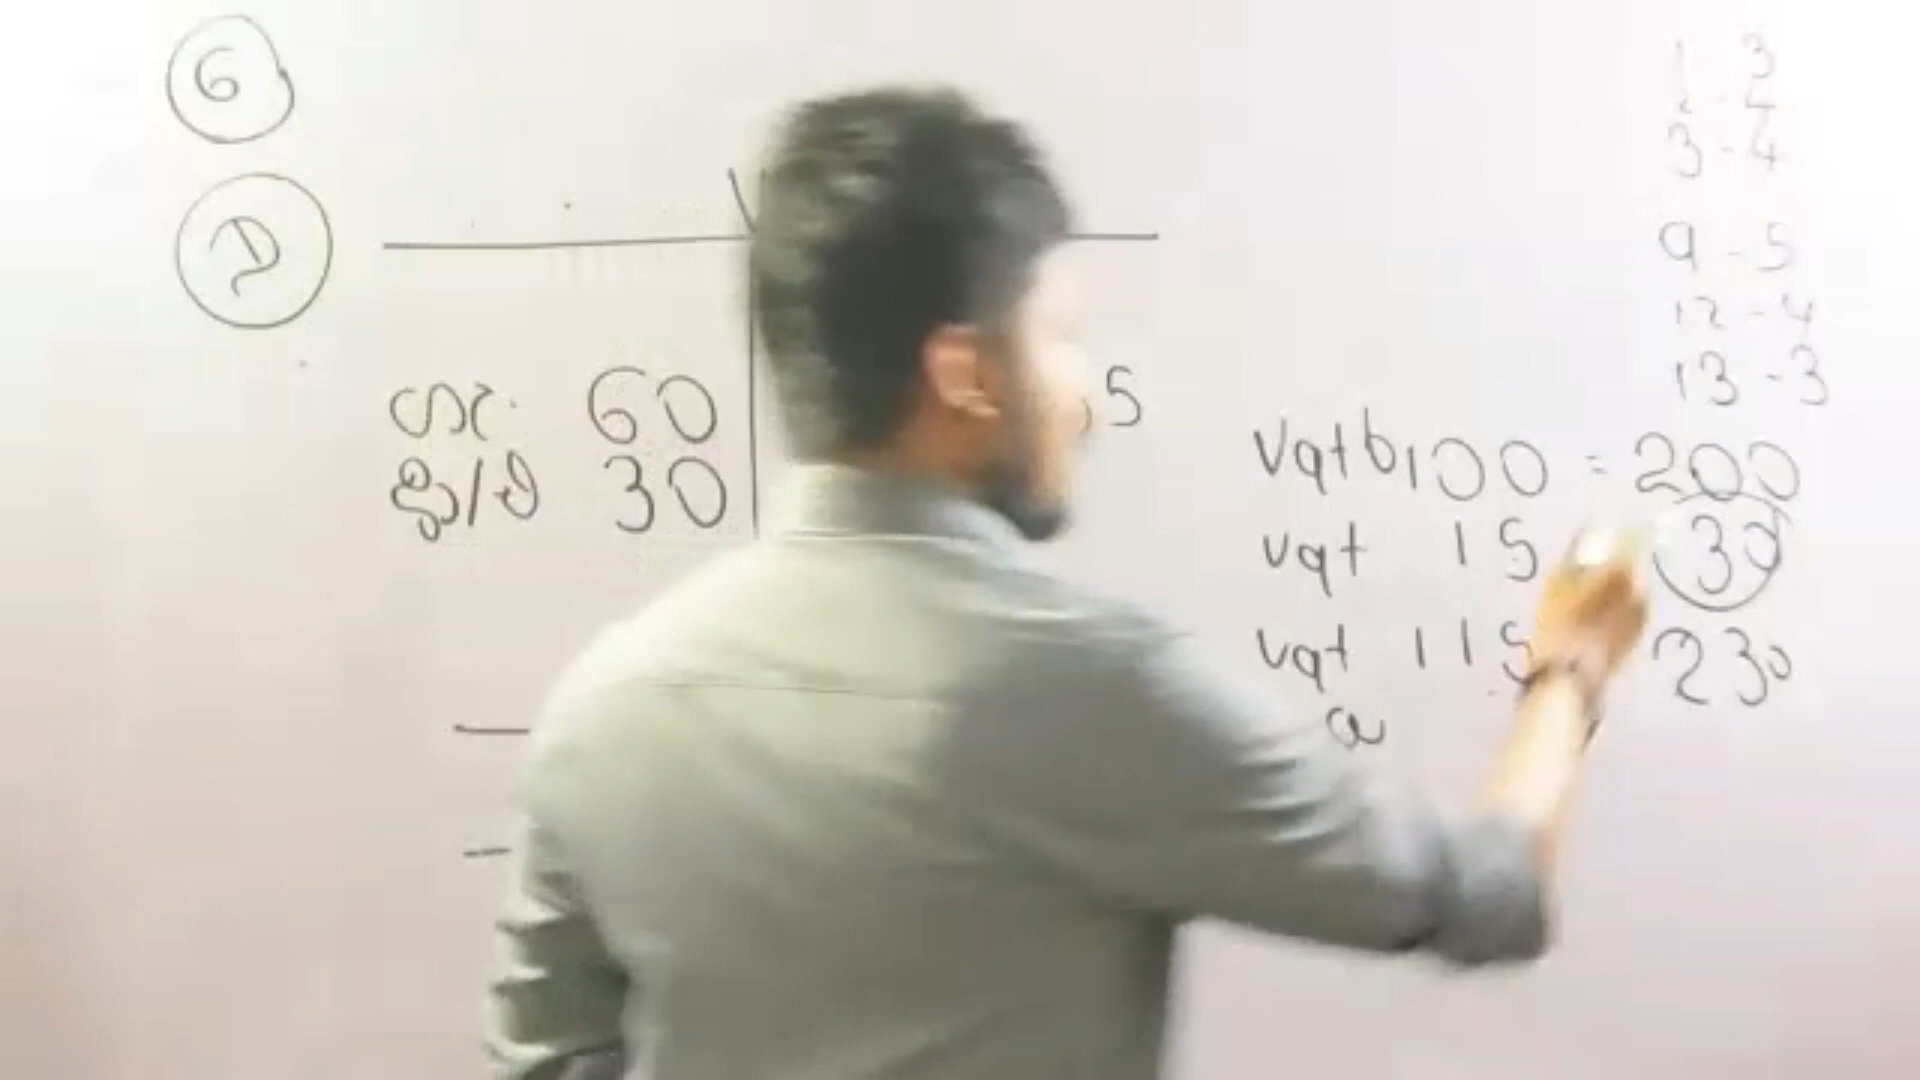 6
D
60
30
5
1 3
3 - 4
9 - 5
12 - 4
13 - 3
vat 100 = 200
vat 15 30
vat 115 230